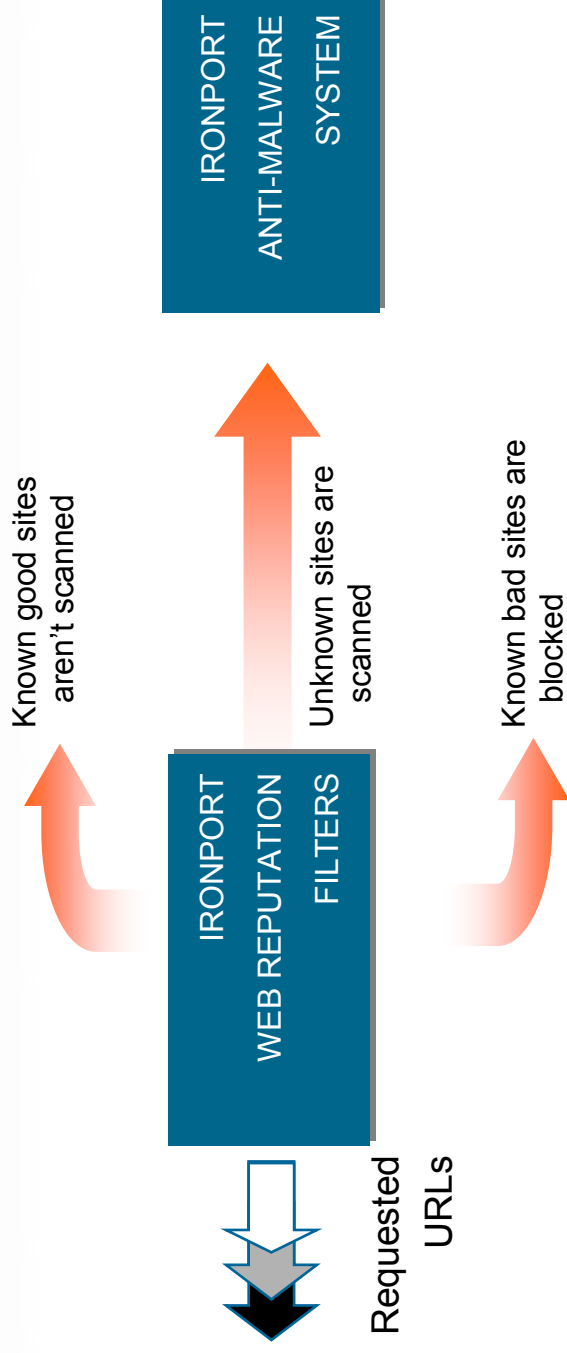 Requested
URLs
IRONPORT
WEB REPUTATION
FILTERS
Known good sites
aren't scanned
Unknown sites are
scanned
Known bad sites are
blocked
IRONPORT
ANTI-MALWARE
SYSTEM